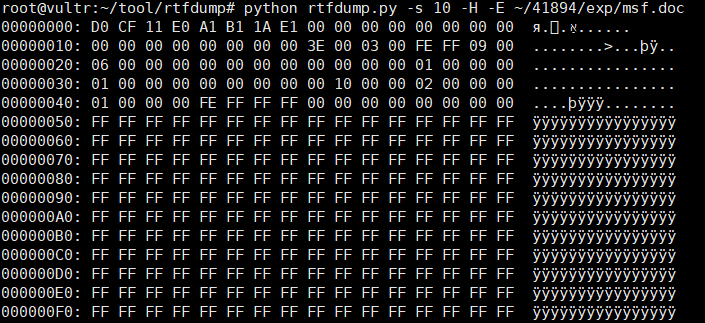 root@vultr:~/tool/rtfdump# python rtfdump.py -s 10 -H -E ~/41894/exp/msf.doc
00000000: D0 CF 11 E0 A1 B1 1A E1 00 00 00 00 00 00 00 00
00000010: 00 00 00 00 00 00 00 00 3E 00 03 00 FE FF 09 00 ........>...þÿ..
00000020: 06 00 00 00 00 00 00 00 00 00 00 00 01 00 00 00 ................
00000030: 01 00 00 00 00 00 00 00 00 10 00 00 02 00 00 00 ................
00000040: 01 00 00 00 FE FF FF FF 00 00 00 00 00 00 00 00 ....þÿÿÿ........
00000050: FF FF FF FF FF FF FF FF FF FF FF FF FF FF FF FF ÿÿÿÿÿÿÿÿÿÿÿÿÿÿÿÿ
00000060: FF FF FF FF FF FF FF FF FF FF FF FF FF FF FF FF ÿÿÿÿÿÿÿÿÿÿÿÿÿÿÿÿ
00000070: FF FF FF FF FF FF FF FF FF FF FF FF FF FF FF FF ÿÿÿÿÿÿÿÿÿÿÿÿÿÿÿÿ
00000080: FF FF FF FF FF FF FF FF FF FF FF FF FF FF FF FF ÿÿÿÿÿÿÿÿÿÿÿÿÿÿÿÿ
00000090: FF FF FF FF FF FF FF FF FF FF FF FF FF FF FF FF ÿÿÿÿÿÿÿÿÿÿÿÿÿÿÿÿ
000000A0: FF FF FF FF FF FF FF FF FF FF FF FF FF FF FF FF ÿÿÿÿÿÿÿÿÿÿÿÿÿÿÿÿ
000000B0: FF FF FF FF FF FF FF FF FF FF FF FF FF FF FF FF ÿÿÿÿÿÿÿÿÿÿÿÿÿÿÿÿ
000000C0: FF FF FF FF FF FF FF FF FF FF FF FF FF FF FF FF ÿÿÿÿÿÿÿÿÿÿÿÿÿÿÿÿ
000000D0: FF FF FF FF FF FF FF FF FF FF FF FF FF FF FF FF ÿÿÿÿÿÿÿÿÿÿÿÿÿÿÿÿ
000000E0: FF FF FF FF FF FF FF FF FF FF FF FF FF FF FF FF ÿÿÿÿÿÿÿÿÿÿÿÿÿÿÿÿ
000000F0: FF FF FF FF FF FF FF FF FF FF FF FF FF FF FF FF ÿÿÿÿÿÿÿÿÿÿÿÿÿÿÿÿ